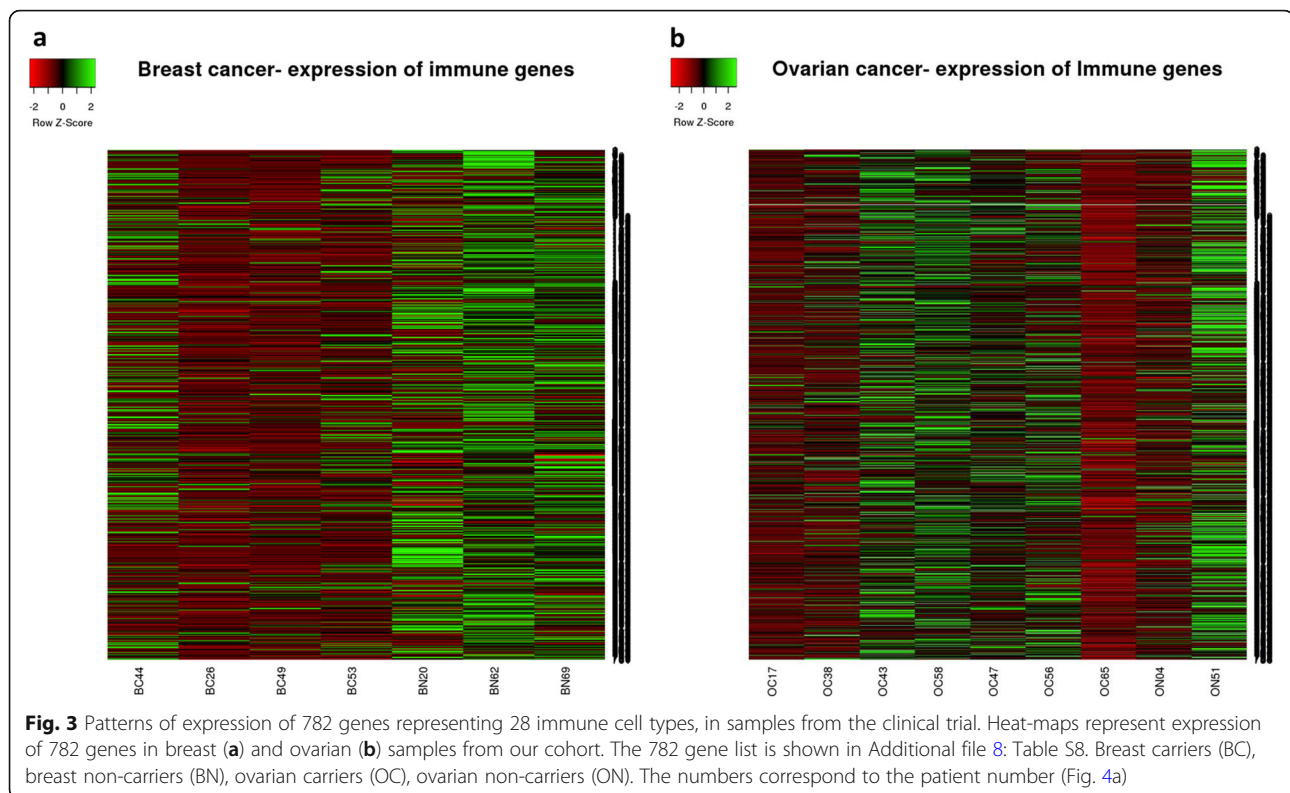 a
Breast cancer- expression of immune genes
-2 0 2
Row Z-Score
BC44 BC26 BC49 BC53 BN20 BN62 BN69
b
Ovarian cancer- expression of Immune genes
-2 0 2
Row Z-Score
OC17 OC38 OC43 OC58 OC47 OC56 OC65 ON04 ON51
Fig. 3 Patterns of expression of 782 genes representing 28 immune cell types, in samples from the clinical trial. Heat-maps represent expression
of 782 genes in breast (a) and ovarian (b) samples from our cohort. The 782 gene list is shown in Additional file 8: Table S8. Breast carriers (BC),
breast non-carriers (BN), ovarian carriers (OC), ovarian non-carriers (ON). The numbers correspond to the patient number (Fig. 4a)